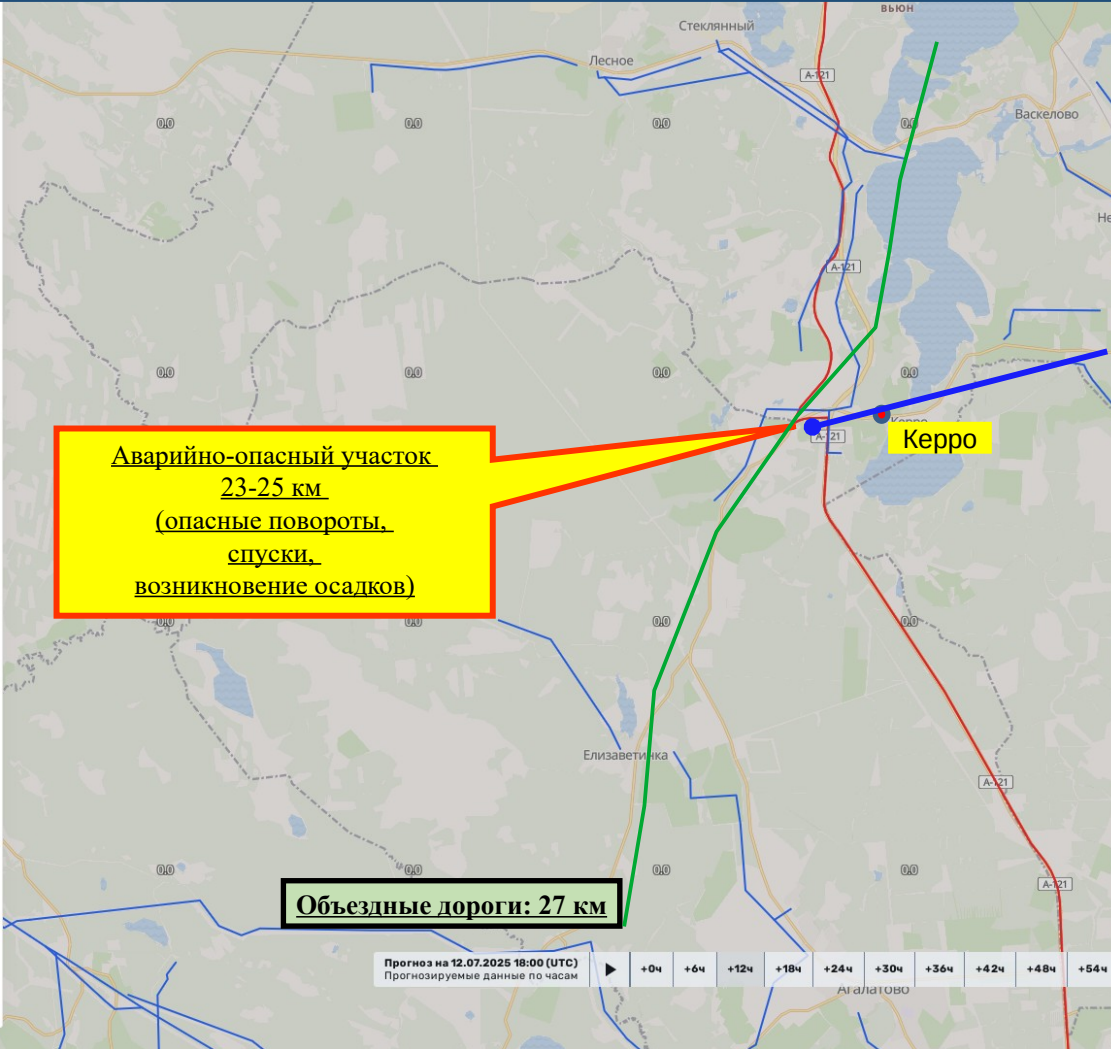 вьюн
Стеклянный
Лесное
А-121
Васкелово
0.0
0.0
0.0
0.0
Не
А-121
0.0
0.0
0.0
0.0
Керро
А-121
Керро
Аварийно-опасный участок
23-25 км
(опасные повороты,
спуски,
возникновение осадков)
0.0
0.0
0.0
0.0
Елизаветинка
А-121
0.0
0.0
0.0
0.0
А-121
Объездные дороги: 27 км
Прогноз на 12.07.2025 18:00 (UTC)
Прогнозируемые данные по часам
+0ч +6ч +12ч +18ч +24ч +30ч +36ч +42ч +48ч +54ч
Агалатово